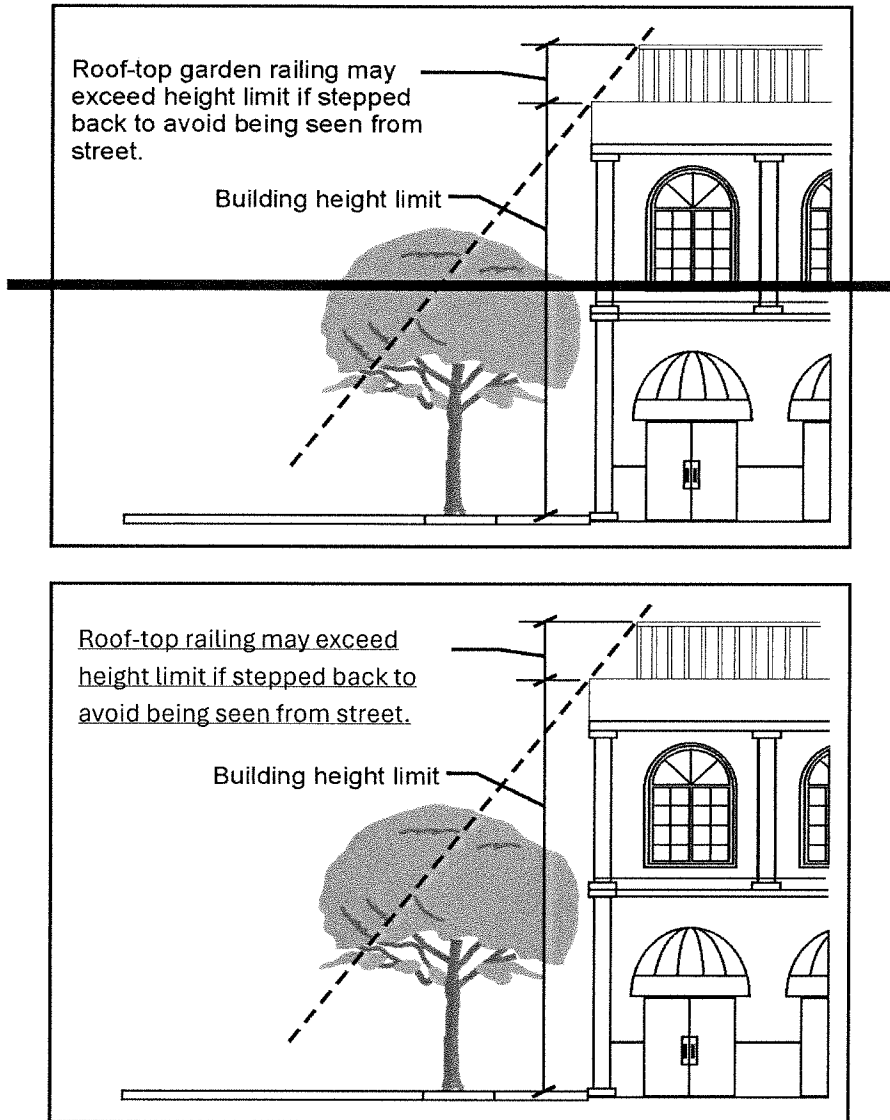 Roof-top garden railing may
exceed height limit if stepped
back to avoid being seen from
street.
Building height limit
Roof-top railing may exceed
height limit if stepped back to
avoid being seen from street.
Building height limit